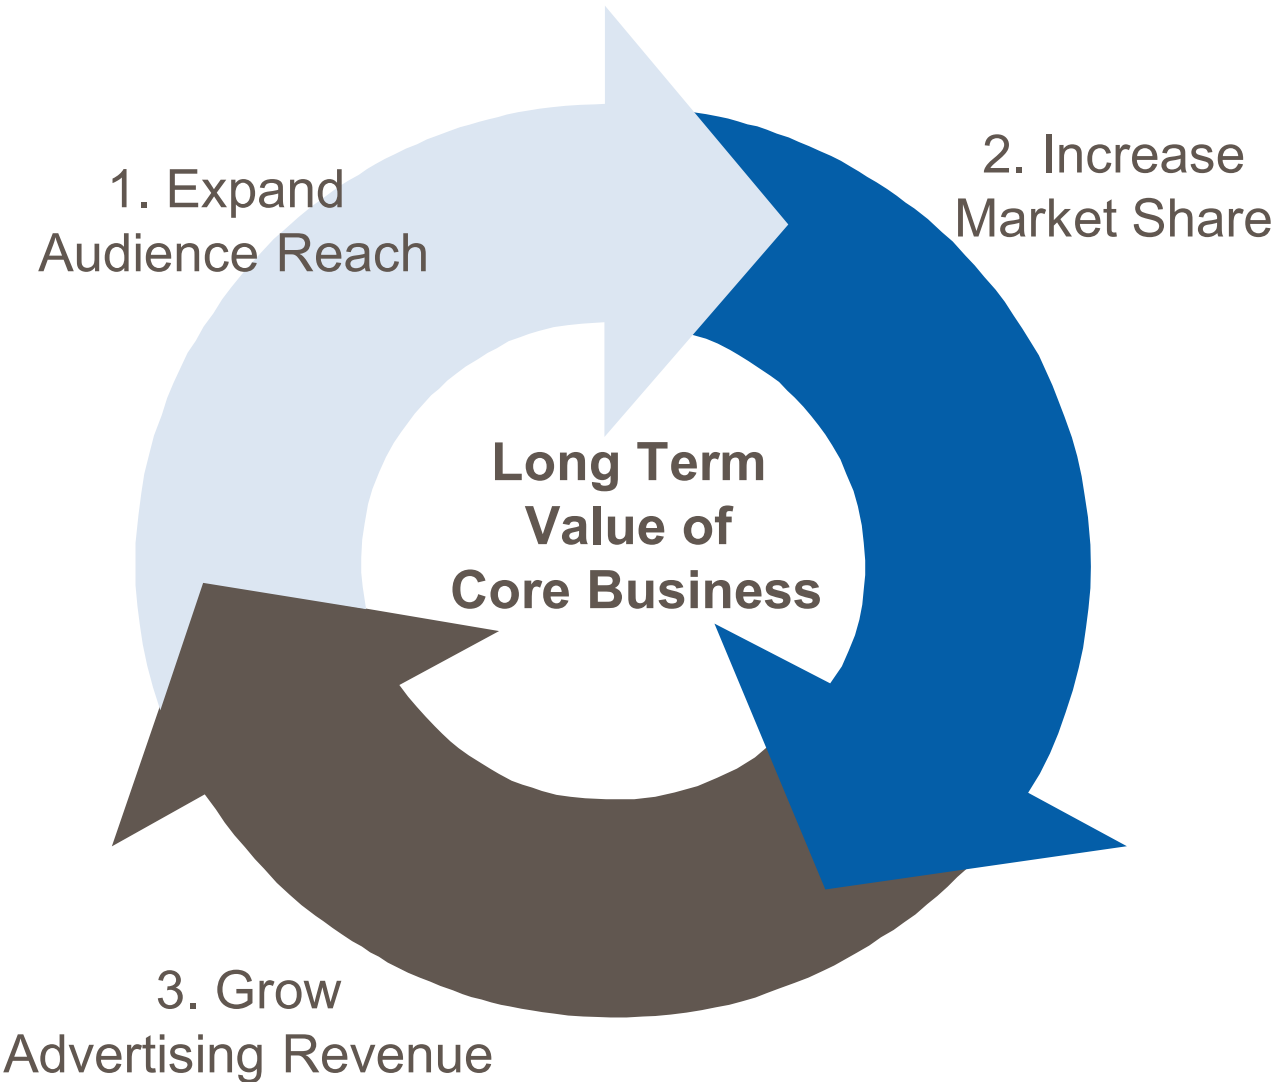 1. Expand
Audience Reach
2. Increase
Market Share
Long Term
Value of
Core Business
3. Grow
Advertising Revenue